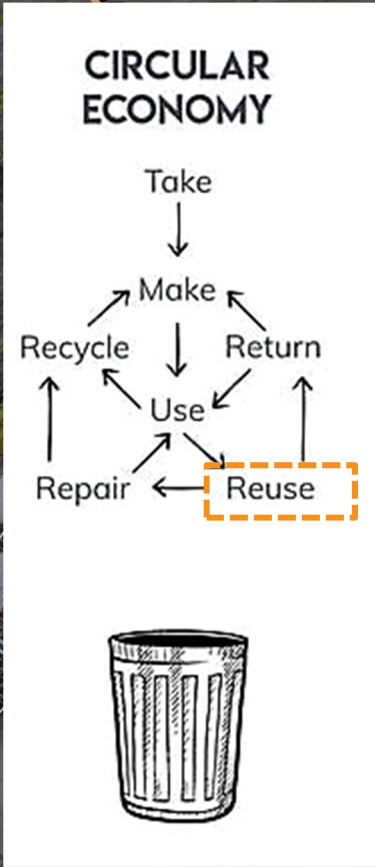 CIRCULAR
ECONOMY
Take
Make
Recycle
Return
Use
Repair
Reuse